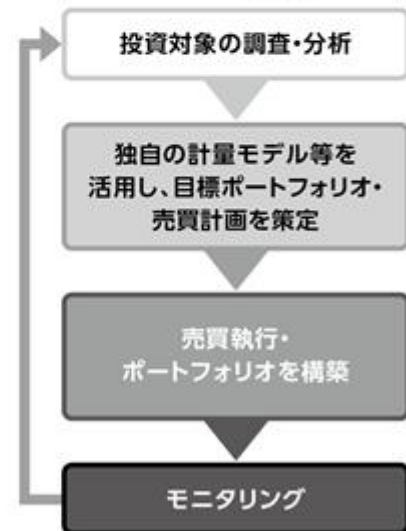 投資対象の調査・分析
独自の計量モデル等を
活用し、目標ポートフォリオ・
売買計画を策定
売買執行・
ポートフォリオを構築
モニタリング